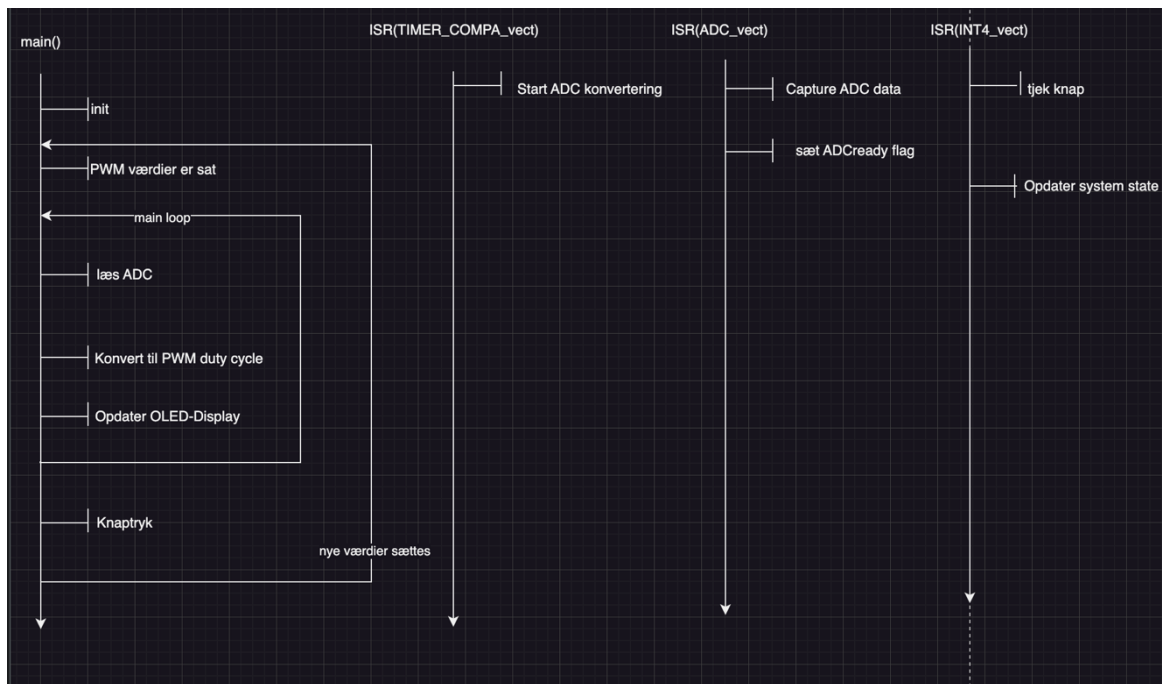 main()
init
PWM værdier er sat
main loop
læs ADC
Konvert til PWM duty cycle
Opdater OLED-Display
Knaptryk
nye værdier sættes
ISR(TIMER_COMPA_vect)
Start ADC konvertering
ISR(ADC_vect)
Capture ADC data
sæt ADCready flag
ISR(INT4_vect)
tjek knap
Opdater system state